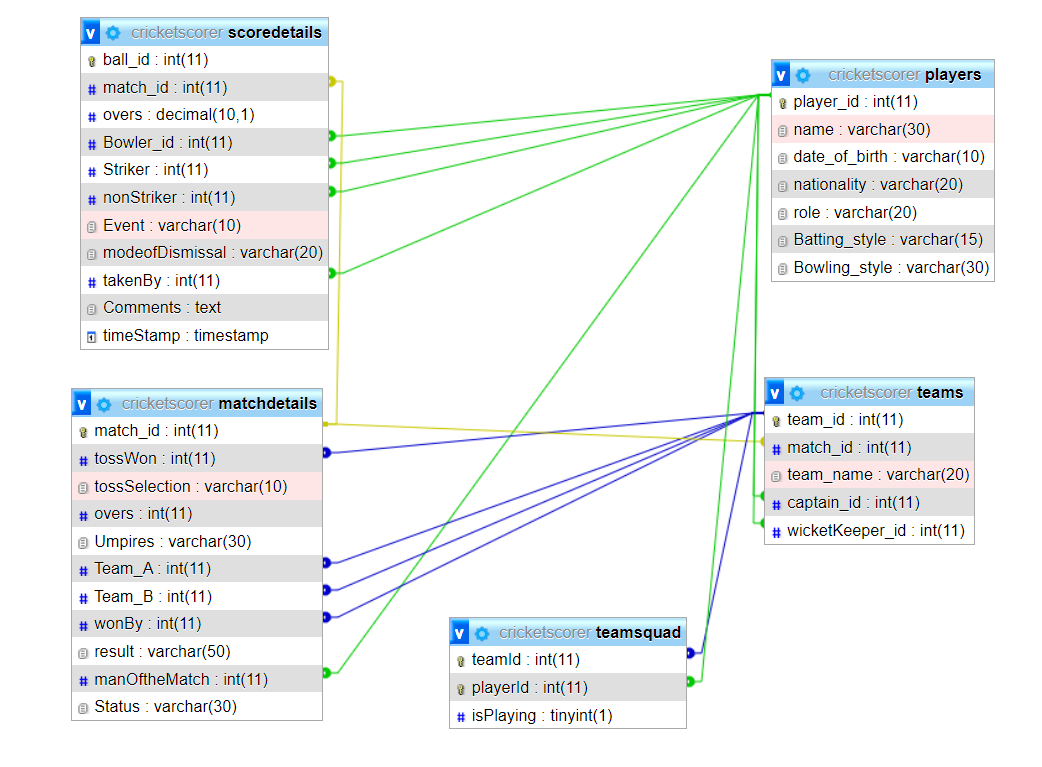 v cricketscorer scoredetails
ball_id : int(11)
# match_id : int(11)
# overs : decimal(10,1)
# Bowler_id : int(11)
# Striker : int(11)
# nonStriker : int(11)
Event : varchar(10)
modeofDismissal : varchar(20)
# takenBy : int(11)
Comments : text
timeStamp : timestamp
v cricketscorer players
player_id : int(11)
name : varchar(30)
date_of_birth : varchar(10)
nationality : varchar(20)
role : varchar(20)
Batting_style : varchar(15)
Bowling_style : varchar(30)
v cricketscorer matchdetails
match_id : int(11)
# tossWon : int(11)
tossSelection : varchar(10)
# overs : int(11)
Umpires : varchar(30)
# Team_A : int(11)
# Team_B : int(11)
# wonBy : int(11)
result : varchar(50)
# manOftheMatch : int(11)
Status : varchar(30)
v cricketscorer teams
team_id : int(11)
# match_id : int(11)
team_name : varchar(20)
# captain_id : int(11)
# wicketKeeper_id : int(11)
v cricketscorer teamsquad
teamId : int(11)
playerId : int(11)
# isPlaying : tinyint(1)